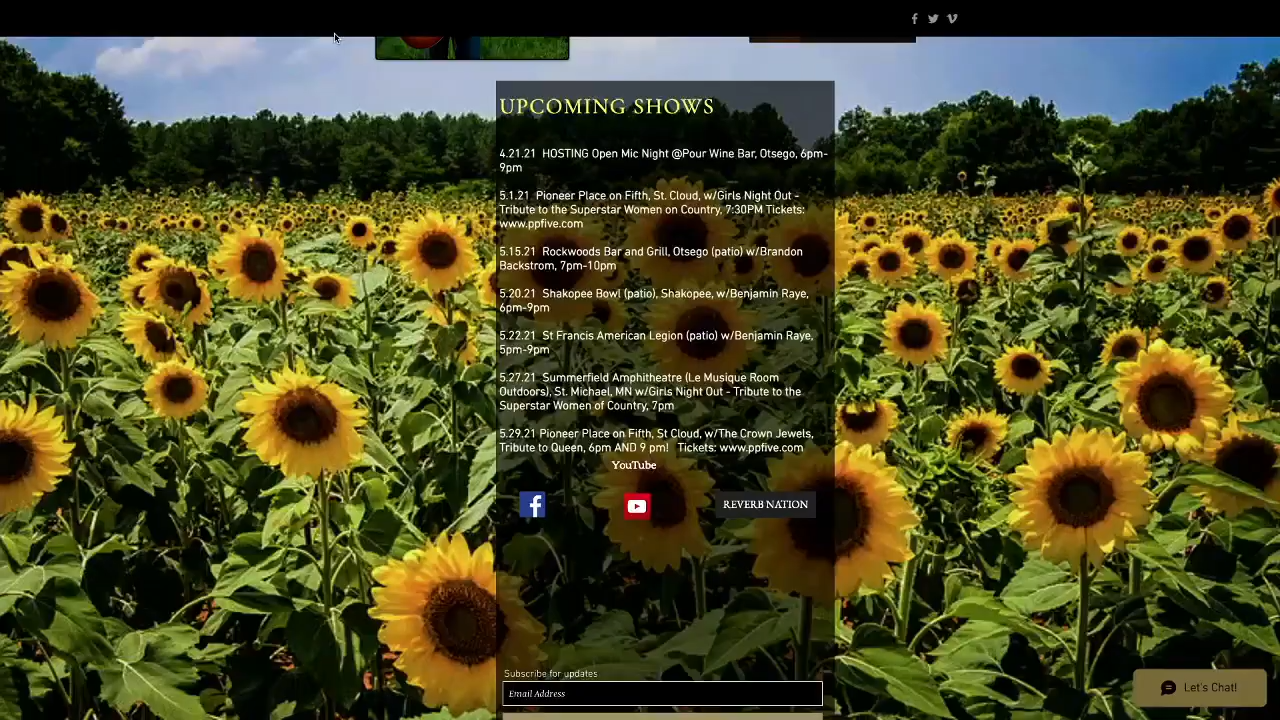 UPCOMING SHOWS
4.21.21 HOSTING Open Mic Night @Pour Wine Bar, Otsego, 6pm-
9pm
5.1.21 Pioneer Place on Fifth, St. Cloud, w/Girls Night Out -
Tribute to the Superstar Women on Country, 7:30PM Tickets:
www.ppfive.com
5.15.21 Rockwoods Bar and Grill, Otsego (patio) w/Brandon
Backstrom, 7pm-10pm
5.20.21 Shakopee Bowl (patio), Shakopee, w/Benjamin Raye,
6pm-9pm
5.22.21 St Francis American Legion (patio) w/Benjamin Raye,
5pm-9pm
5.27.21 Summerfield Amphitheatre (Le Musique Room
Outdoors), St. Michael, MN w/Girls Night Out - Tribute to the
Superstar Women of Country, 7pm
5.29.21 Pioneer Place on Fifth, St Cloud, w/The Crown Jewels,
Tribute to Queen, 6pm AND 9 pm! Tickets: www.ppfive.com
YouTube
REVERB NATION
Subscribe for updates
Email Address
Let's Chat!